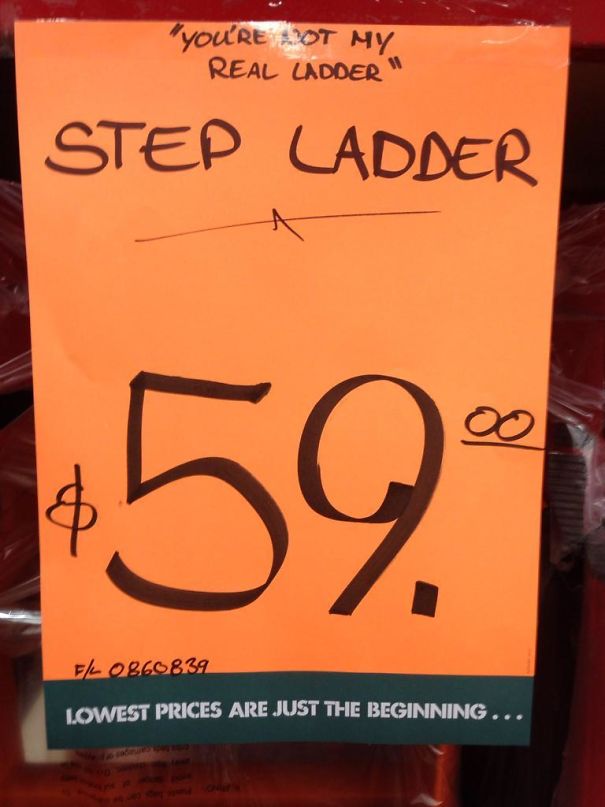 "YOU'RE NOT MY
REAL LADDER"
STEP LADDER
$59.00
F/L 0860839
LOWEST PRICES ARE JUST THE BEGINNING...